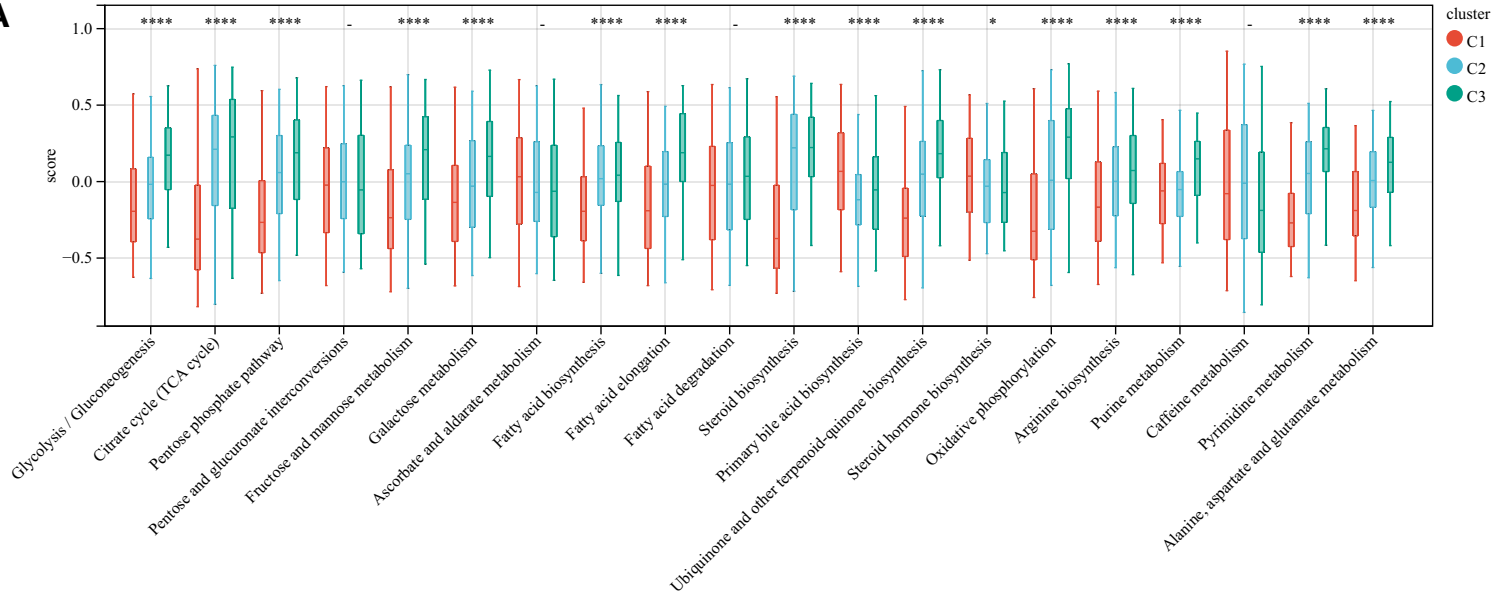 A
**** **** **** - **** **** - **** **** - **** **** **** * **** **** **** - **** ****
cluster
C1
C2
C3
score
1.0
0.5
0.0
−0.5
Glycolysis / Gluconeogenesis
Citrate cycle (TCA cycle)
Pentose phosphate pathway
Pentose and glucuronate interconversions
Fructose and mannose metabolism
Galactose metabolism
Ascorbate and aldarate metabolism
Fatty acid biosynthesis
Fatty acid elongation
Fatty acid degradation
Steroid biosynthesis
Primary bile acid biosynthesis
Ubiquinone and other terpenoid-quinone biosynthesis
Steroid hormone biosynthesis
Oxidative phosphorylation
Arginine biosynthesis
Purine metabolism
Caffeine metabolism
Pyrimidine metabolism
Alanine, aspartate and glutamate metabolism